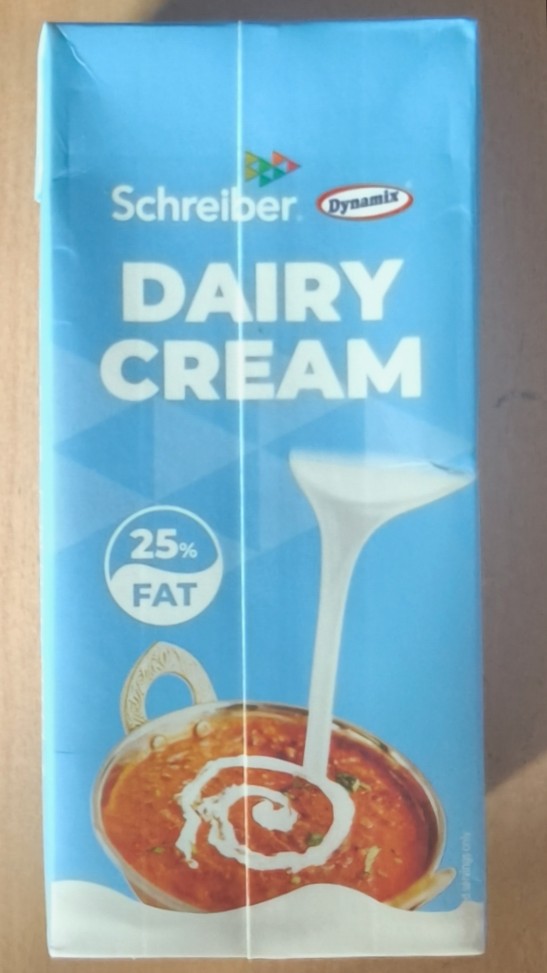 Schreiber Dynamix
DAIRY
CREAM
25%
FAT